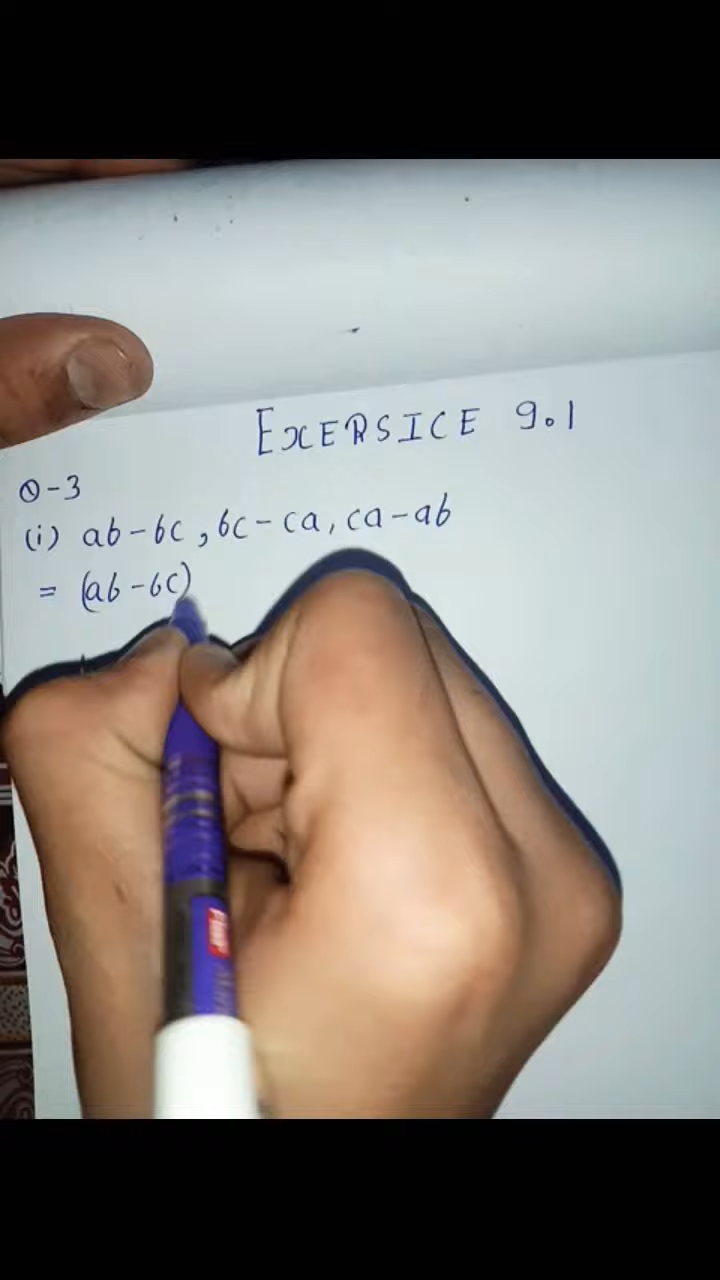 EXERSICE 9.1
Q-3
(i) ab-bc, bc-ca, ca-ab
= (ab-bc)